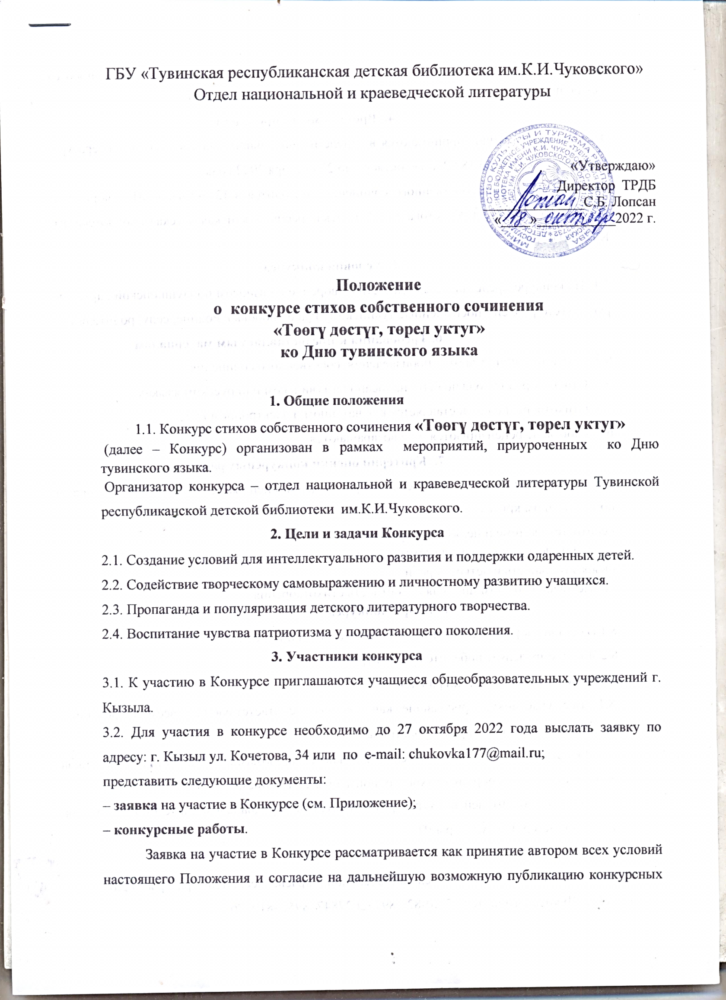 ГБУ «Тувинская республиканская детская библиотека им.К.И.Чуковского»
Отдел национальной и краеведческой литературы
«Утверждаю»
Директор ТРДБ
Лопсан С.Б. Лопсан
«18» октября 2022 г.
Положение
о конкурсе стихов собственного сочинения
«Төөгү дөстүг, төрел уктуг»
ко Дню тувинского языка
1. Общие положения
1.1. Конкурс стихов собственного сочинения «Төөгү дөстүг, төрел уктуг»
(далее – Конкурс) организован в рамках мероприятий, приуроченных ко Дню
тувинского языка.
Организатор конкурса – отдел национальной и кравеведческой литературы Тувинской
республиканской детской библиотеки им.К.И.Чуковского.
2. Цели и задачи Конкурса
2.1. Создание условий для интеллектуального развития и поддержки одаренных детей.
2.2. Содействие творческому самовыражению и личностному развитию учащихся.
2.3. Пропаганда и популяризация детского литературного творчества.
2.4. Воспитание чувства патриотизма у подрастающего поколения.
3. Участники конкурса
3.1. К участию в Конкурсе приглашаются учащиеся общеобразовательных учреждений г.
Кызыла.
3.2. Для участия в конкурсе необходимо до 27 октября 2022 года выслать заявку по
адресу: г. Кызыл ул. Кочетова, 34 или по e-mail: chukovka177@mail.ru;
представить следующие документы:
– заявка на участие в Конкурсе (см. Приложение);
– конкурсные работы.
Заявка на участие в Конкурсе рассматривается как принятие автором всех условий
настоящего Положения и согласие на дальнейшую возможную публикацию конкурсных